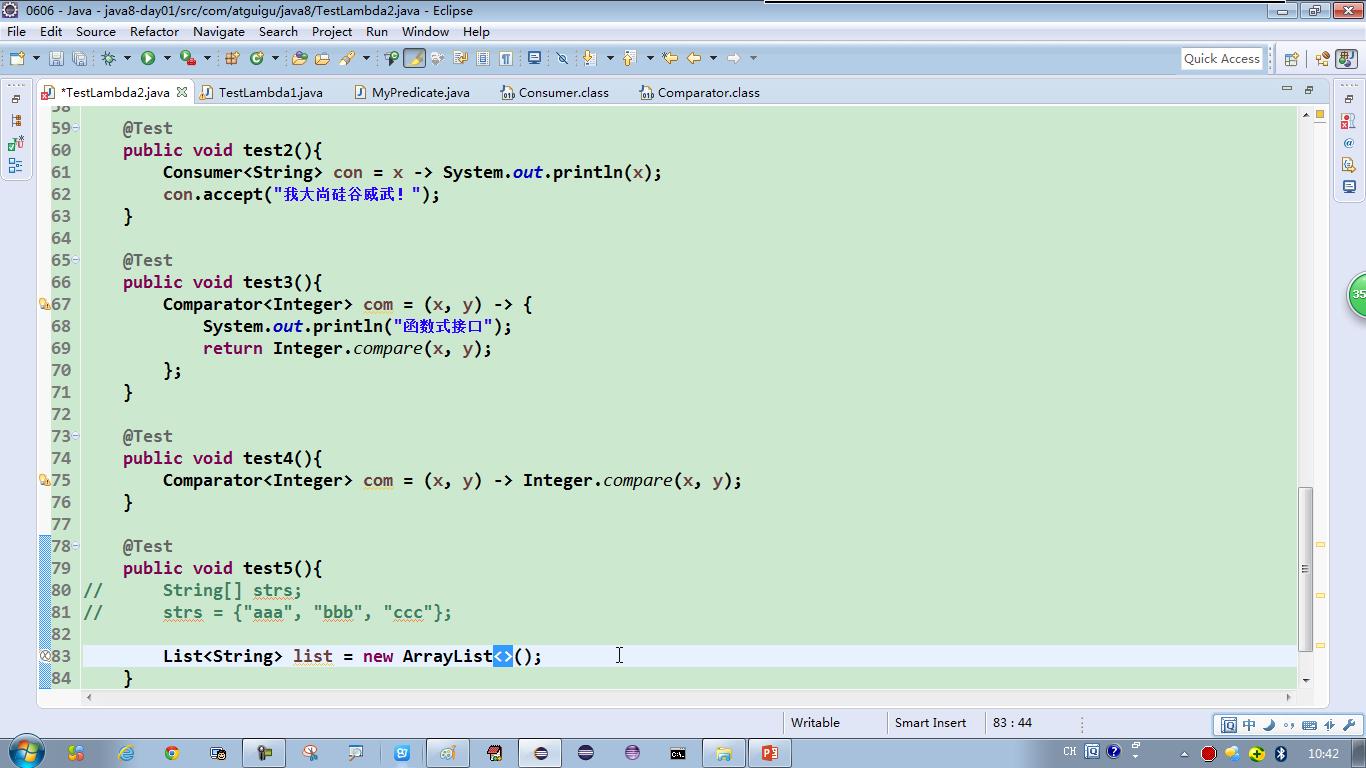 0606 - Java - java8-day01/src/com/atguigu/java8/TestLambda2.java - Eclipse
File Edit Source Refactor Navigate Search Project Run Window Help
Quick Access
*TestLambda2.java TestLambda1.java MyPredicate.java Consumer.class Comparator.class
58
59 @Test
60 public void test2(){
61 Consumer<String> con = x -> System.out.println(x);
62 con.accept("我大尚硅谷威武！");
63 }
64
65 @Test
66 public void test3(){
67 Comparator<Integer> com = (x, y) -> {
68 System.out.println("函数式接口");
69 return Integer.compare(x, y);
70 };
71 }
72
73 @Test
74 public void test4(){
75 Comparator<Integer> com = (x, y) -> Integer.compare(x, y);
76 }
77
78 @Test
79 public void test5(){
80 // String[] strs;
81 // strs = {"aaa", "bbb", "ccc"};
82
83 List<String> list = new ArrayList<>();
84 }
35
Writable Smart Insert 83 : 44
中
CH 10:42